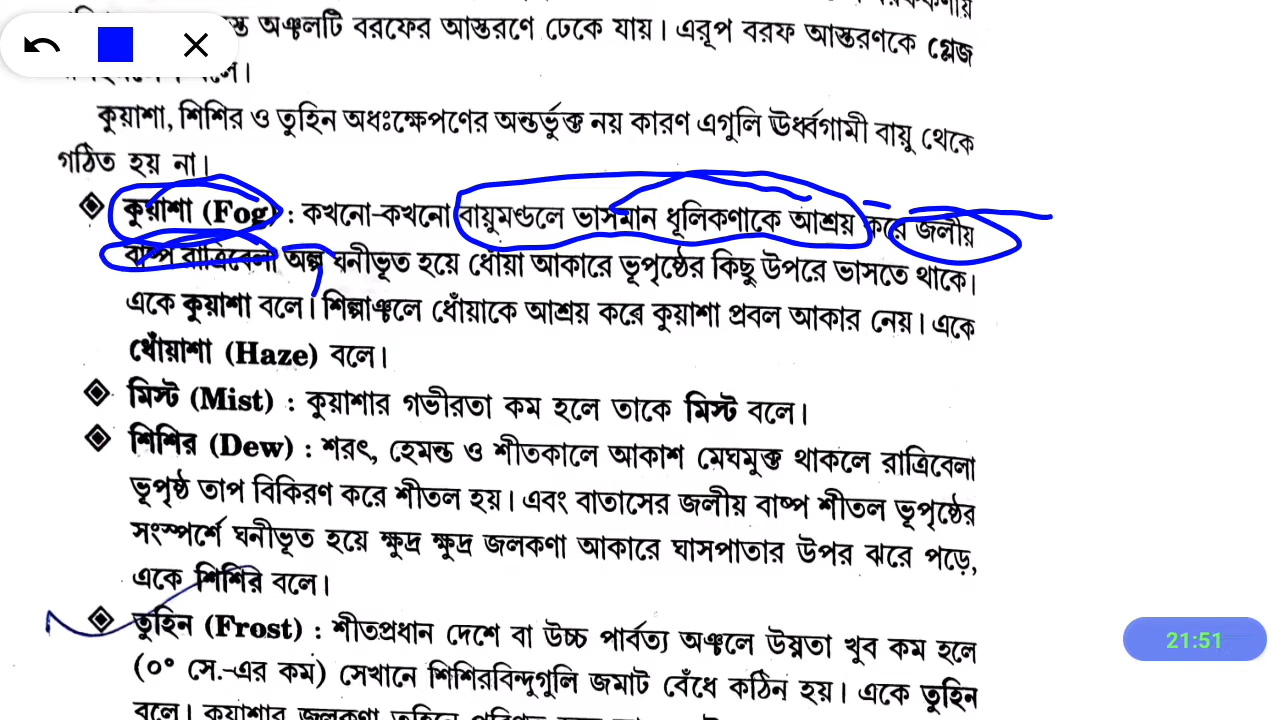 অঞ্চলটি বরফের আস্তরণে ঢেকে যায়। এরূপ বরফ আস্তরণকে গ্লেজ
বলে।
কুয়াশা, শিশির ও তুহিন অধঃক্ষেপণের অন্তর্ভুক্ত নয় কারণ এগুলি ঊর্ধ্বগামী বায়ু থেকে
গঠিত হয় না।
◈ কুয়াশা (Fog) : কখনো-কখনো বায়ুমণ্ডলে ভাসমান ধূলিকণাকে আশ্রয় করে জলীয়
বাষ্প রাত্রিবেলা অল্প ঘনীভূত হয়ে ধোঁয়া আকারে ভূপৃষ্ঠের কিছু উপরে ভাসতে থাকে।
একে কুয়াশা বলে। শিল্পাঞ্চলে ধোঁয়াকে আশ্রয় করে কুয়াশা প্রবল আকার নেয়। একে
ধোঁয়াশা (Haze) বলে।
◈ মিস্ট (Mist) : কুয়াশার গভীরতা কম হলে তাকে মিস্ট বলে।
◈ শিশির (Dew) : শরৎ, হেমন্ত ও শীতকালে আকাশ মেঘমুক্ত থাকলে রাত্রিবেলা
ভূপৃষ্ঠ তাপ বিকিরণ করে শীতল হয়। এবং বাতাসের জলীয় বাষ্প শীতল ভূপৃষ্ঠের
সংস্পর্শে ঘনীভূত হয়ে ক্ষুদ্র ক্ষুদ্র জলকণা আকারে ঘাসপাতার উপর ঝরে পড়ে,
একে শিশির বলে।
◈ তুহিন (Frost) : শীতপ্রধান দেশে বা উচ্চ পার্বত্য অঞ্চলে উষ্ণতা খুব কম হলে
(০° সে.-এর কম) সেখানে শিশিরবিন্দুগুলি জমাট বেঁধে কঠিন হয়। একে তুহিন
বলে। কুয়াশার জলকণা তুহিনে
21:51